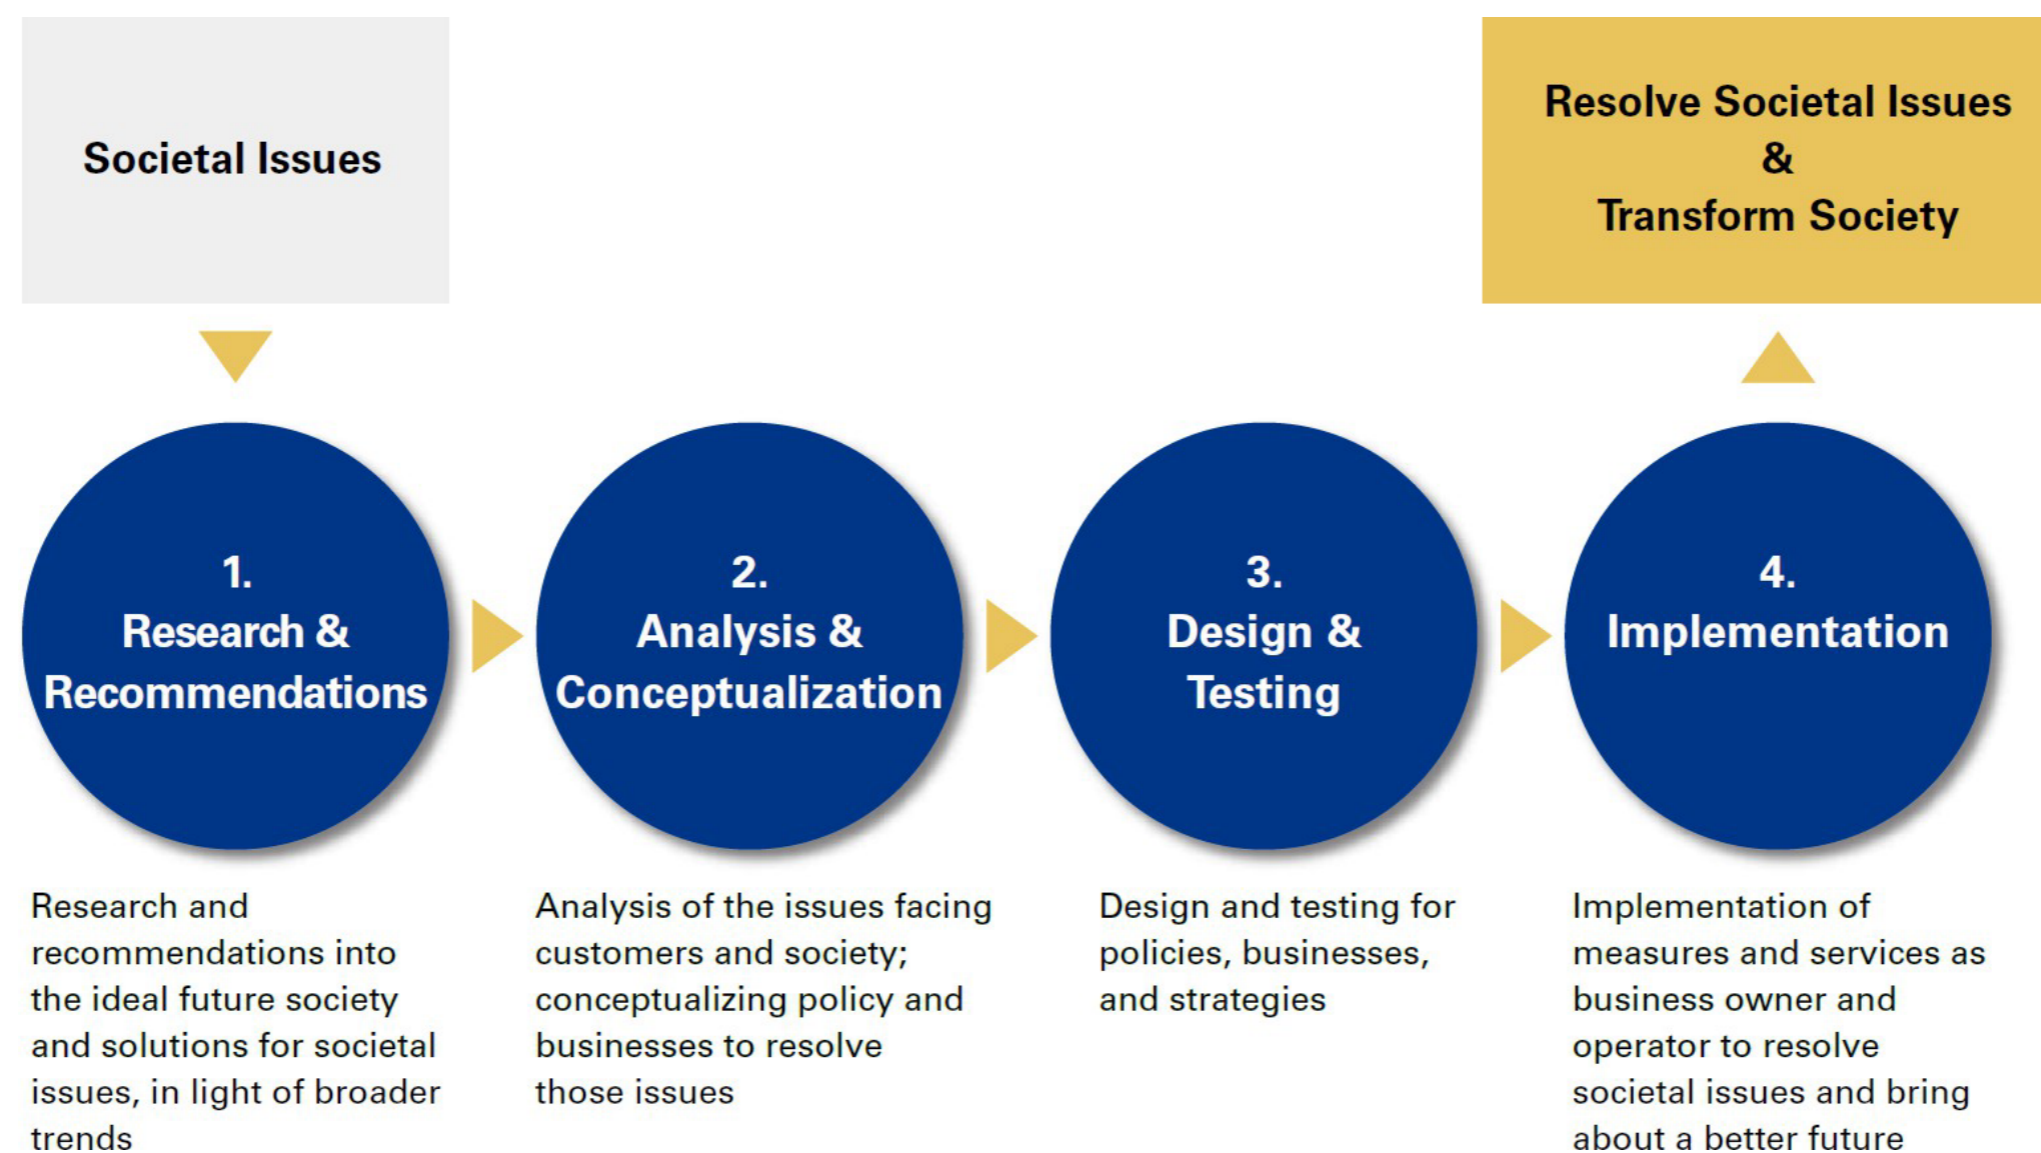 Societal Issues
Resolve Societal Issues
&
Transform Society
1.
Research &
Recommendations
2.
Analysis &
Conceptualization
3.
Design &
Testing
4.
Implementation
Research and
recommendations into
the ideal future society
and solutions for societal
issues, in light of broader
trends
Analysis of the issues facing
customers and society;
conceptualizing policy and
businesses to resolve
those issues
Design and testing for
policies, businesses,
and strategies
Implementation of
measures and services as
business owner and
operator to resolve
societal issues and bring
about a better future